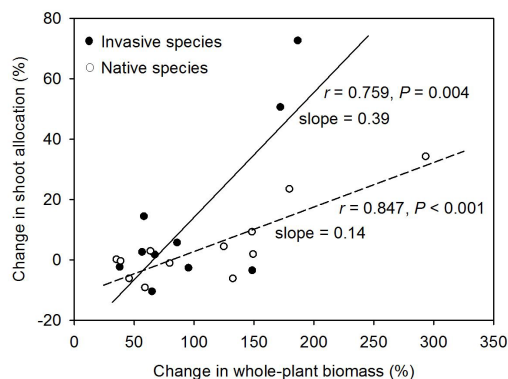 80
60
40
20
0
-20
Change in shoot allocation (%)
Invasive species
Native species
r = 0.759, P = 0.004
slope = 0.39
r = 0.847, P < 0.001
slope = 0.14
0 50 100 150 200 250 300 350
Change in whole-plant biomass (%)